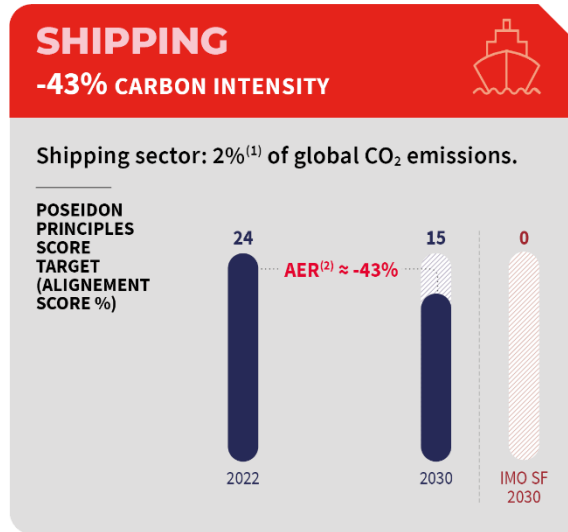 SHIPPING
-43% CARBON INTENSITY
Shipping sector: 2%⁽¹⁾ of global CO₂ emissions.
POSEIDON
PRINCIPLES
SCORE
TARGET
(ALIGNEMENT
SCORE %)
24
15
0
AER⁽²⁾ ≈ -43%
2022
2030
IMO SF
2030